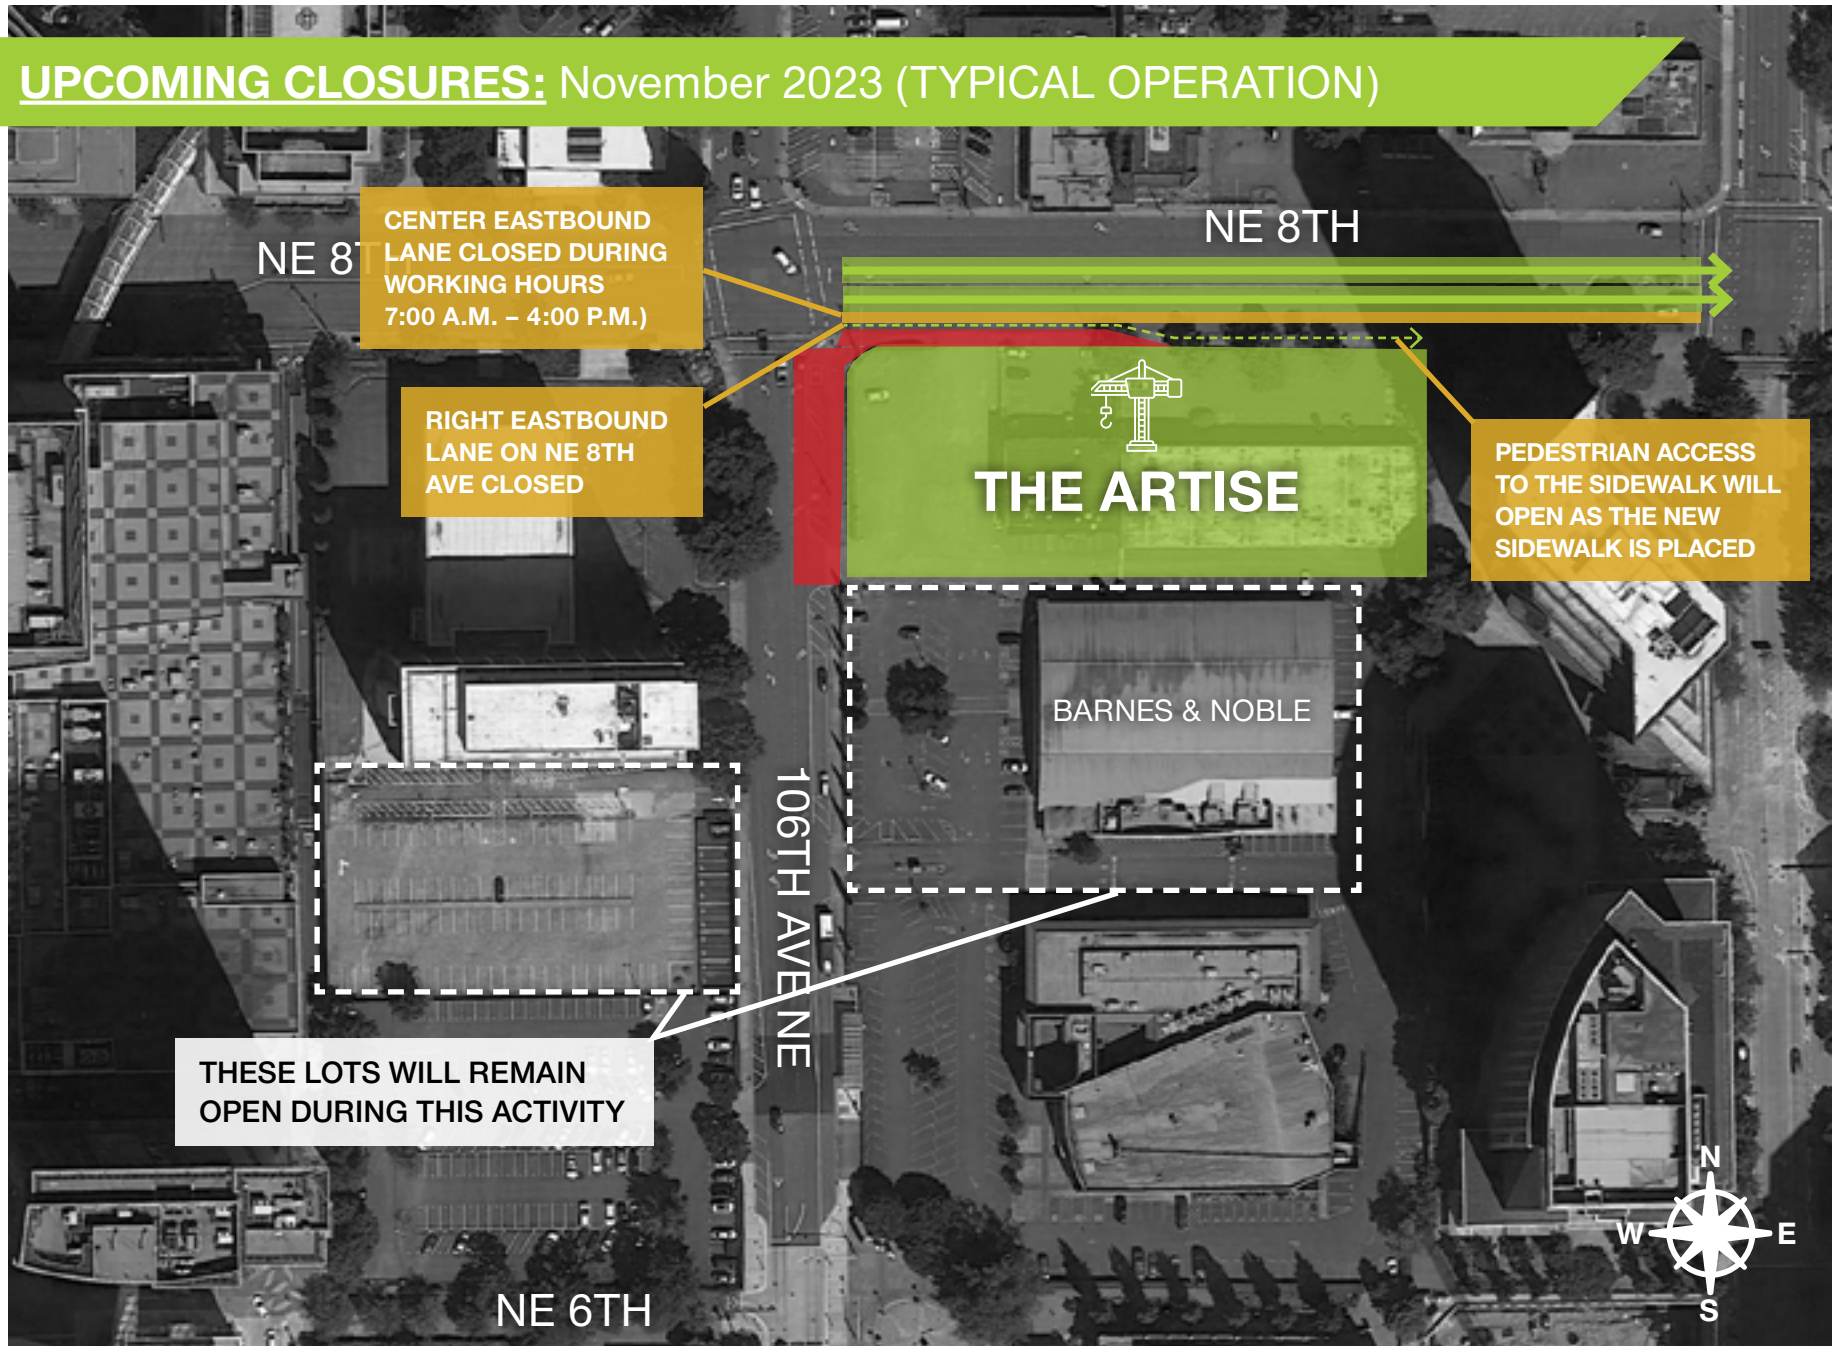 UPCOMING CLOSURES: November 2023 (TYPICAL OPERATION)
NE 8TH
CENTER EASTBOUND
LANE CLOSED DURING
WORKING HOURS
7:00 A.M. – 4:00 P.M.)
NE 8TH
RIGHT EASTBOUND
LANE ON NE 8TH
AVE CLOSED
THE ARTISE
PEDESTRIAN ACCESS
TO THE SIDEWALK WILL
OPEN AS THE NEW
SIDEWALK IS PLACED
BARNES & NOBLE
106TH AVE NE
THESE LOTS WILL REMAIN
OPEN DURING THIS ACTIVITY
NE 6TH
N
W E
S